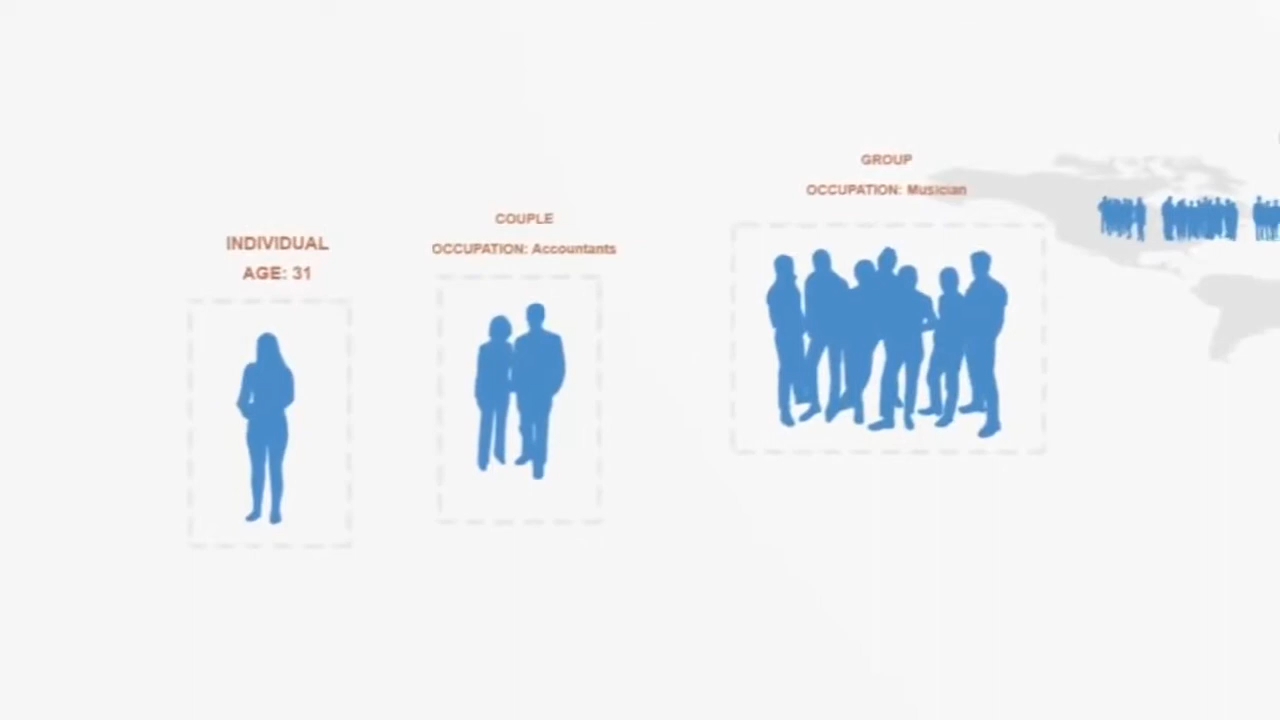 INDIVIDUAL
AGE: 31
COUPLE
OCCUPATION: Accountants
GROUP
OCCUPATION: Musician